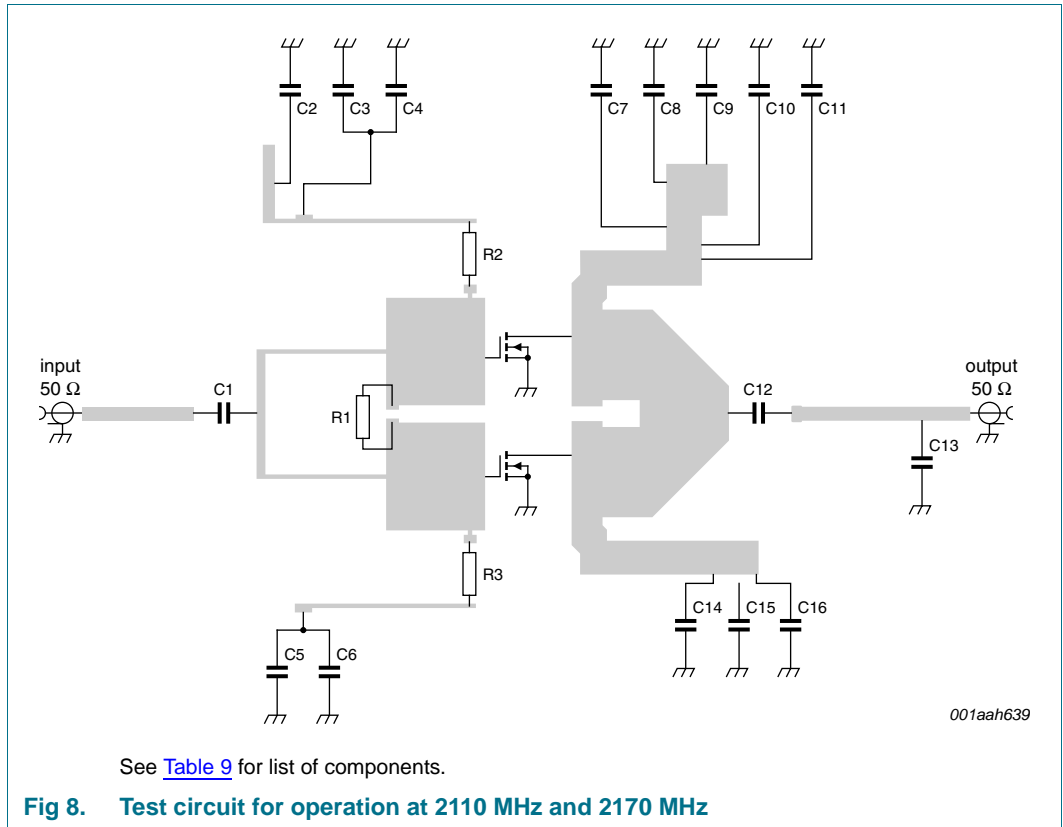 C2
C3
C4
C7
C8
C9
C10
C11
R2
input
50 Ω
C1
R1
output
50 Ω
C12
C13
R3
C14
C15
C16
C5
C6
001aah639
See Table 9 for list of components.
Fig 8. Test circuit for operation at 2110 MHz and 2170 MHz